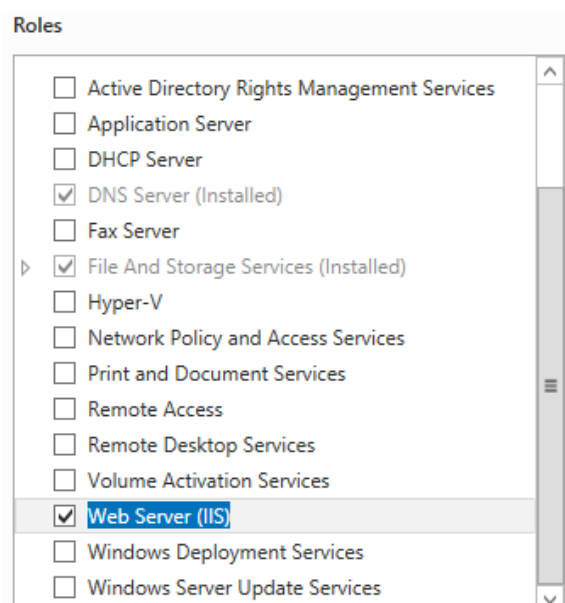 Roles
Active Directory Rights Management Services
Application Server
DHCP Server
DNS Server (Installed)
Fax Server
File And Storage Services (Installed)
Hyper-V
Network Policy and Access Services
Print and Document Services
Remote Access
Remote Desktop Services
Volume Activation Services
Web Server (IIS)
Windows Deployment Services
Windows Server Update Services